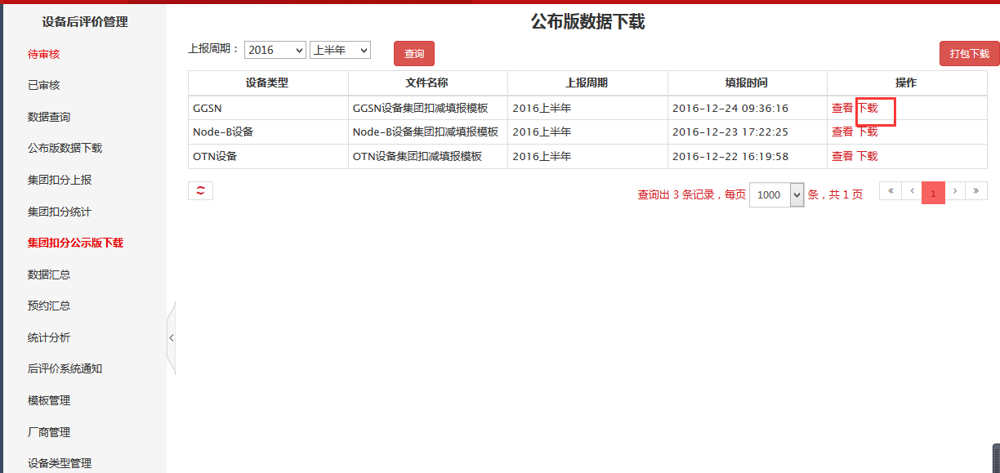 设备后评价管理
待审核
已审核
数据查询
公布版数据下载
集团扣分上报
集团扣分统计
集团扣分公示版下载
数据汇总
预约汇总
统计分析
后评价系统通知
模板管理
厂商管理
设备类型管理
公布版数据下载
上报周期： 2016 上半年 查询 打包下载
设备类型 文件名称 上报周期 填报时间 操作
GGSN GGSN设备集团扣减填报模板 2016上半年 2016-12-24 09:36:16 查看 下载
Node-B设备 Node-B设备集团扣减填报模板 2016上半年 2016-12-23 17:22:25 查看 下载
OTN设备 OTN设备集团扣减填报模板 2016上半年 2016-12-22 16:19:58 查看 下载
查询出 3 条记录，每页 1000 条，共 1 页 « ‹ 1 › »